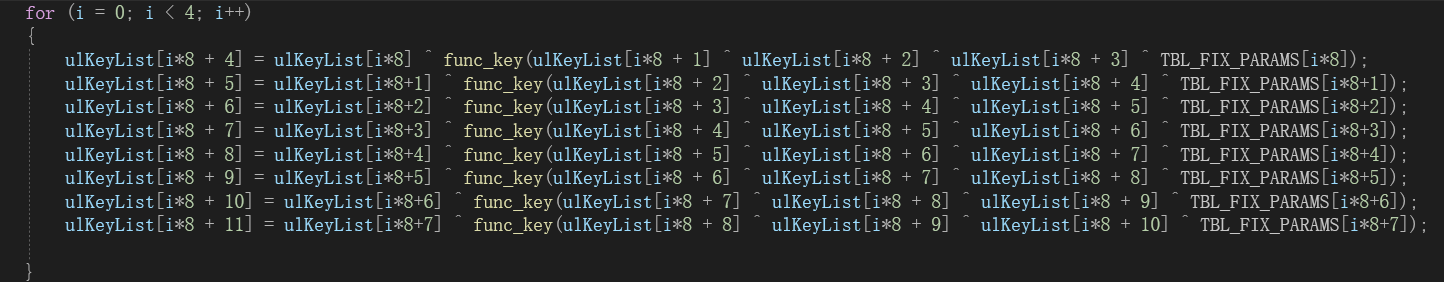 for (i = 0; i < 4; i++)
{
ulKeyList[i*8 + 4] = ulKeyList[i*8] ^ func_key(ulKeyList[i*8 + 1] ^ ulKeyList[i*8 + 2] ^ ulKeyList[i*8 + 3] ^ TBL_FIX_PARAMS[i*8]);
ulKeyList[i*8 + 5] = ulKeyList[i*8+1] ^ func_key(ulKeyList[i*8 + 2] ^ ulKeyList[i*8 + 3] ^ ulKeyList[i*8 + 4] ^ TBL_FIX_PARAMS[i*8+1]);
ulKeyList[i*8 + 6] = ulKeyList[i*8+2] ^ func_key(ulKeyList[i*8 + 3] ^ ulKeyList[i*8 + 4] ^ ulKeyList[i*8 + 5] ^ TBL_FIX_PARAMS[i*8+2]);
ulKeyList[i*8 + 7] = ulKeyList[i*8+3] ^ func_key(ulKeyList[i*8 + 4] ^ ulKeyList[i*8 + 5] ^ ulKeyList[i*8 + 6] ^ TBL_FIX_PARAMS[i*8+3]);
ulKeyList[i*8 + 8] = ulKeyList[i*8+4] ^ func_key(ulKeyList[i*8 + 5] ^ ulKeyList[i*8 + 6] ^ ulKeyList[i*8 + 7] ^ TBL_FIX_PARAMS[i*8+4]);
ulKeyList[i*8 + 9] = ulKeyList[i*8+5] ^ func_key(ulKeyList[i*8 + 6] ^ ulKeyList[i*8 + 7] ^ ulKeyList[i*8 + 8] ^ TBL_FIX_PARAMS[i*8+5]);
ulKeyList[i*8 + 10] = ulKeyList[i*8+6] ^ func_key(ulKeyList[i*8 + 7] ^ ulKeyList[i*8 + 8] ^ ulKeyList[i*8 + 9] ^ TBL_FIX_PARAMS[i*8+6]);
ulKeyList[i*8 + 11] = ulKeyList[i*8+7] ^ func_key(ulKeyList[i*8 + 8] ^ ulKeyList[i*8 + 9] ^ ulKeyList[i*8 + 10] ^ TBL_FIX_PARAMS[i*8+7]);
}